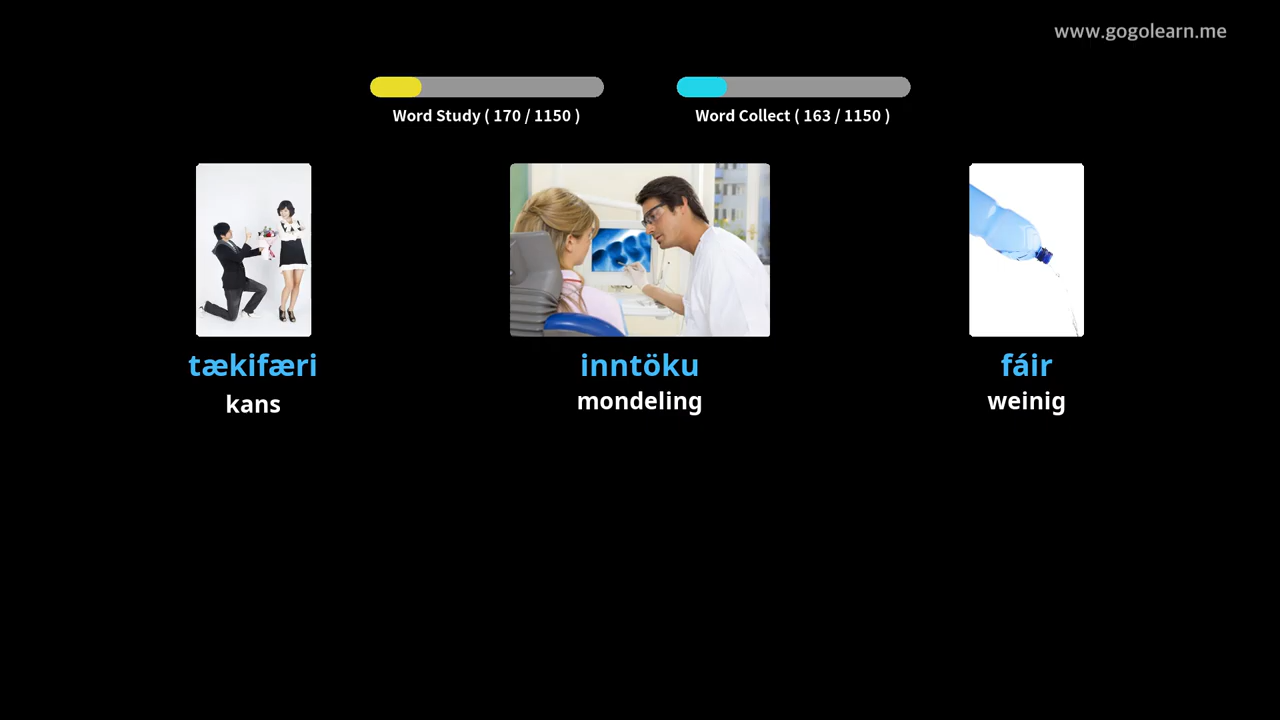 www.gogolearn.me
Word Study ( 170 / 1150 )
Word Collect ( 163 / 1150 )
tækifæri
kans
inntöku
mondeling
fáir
weinig